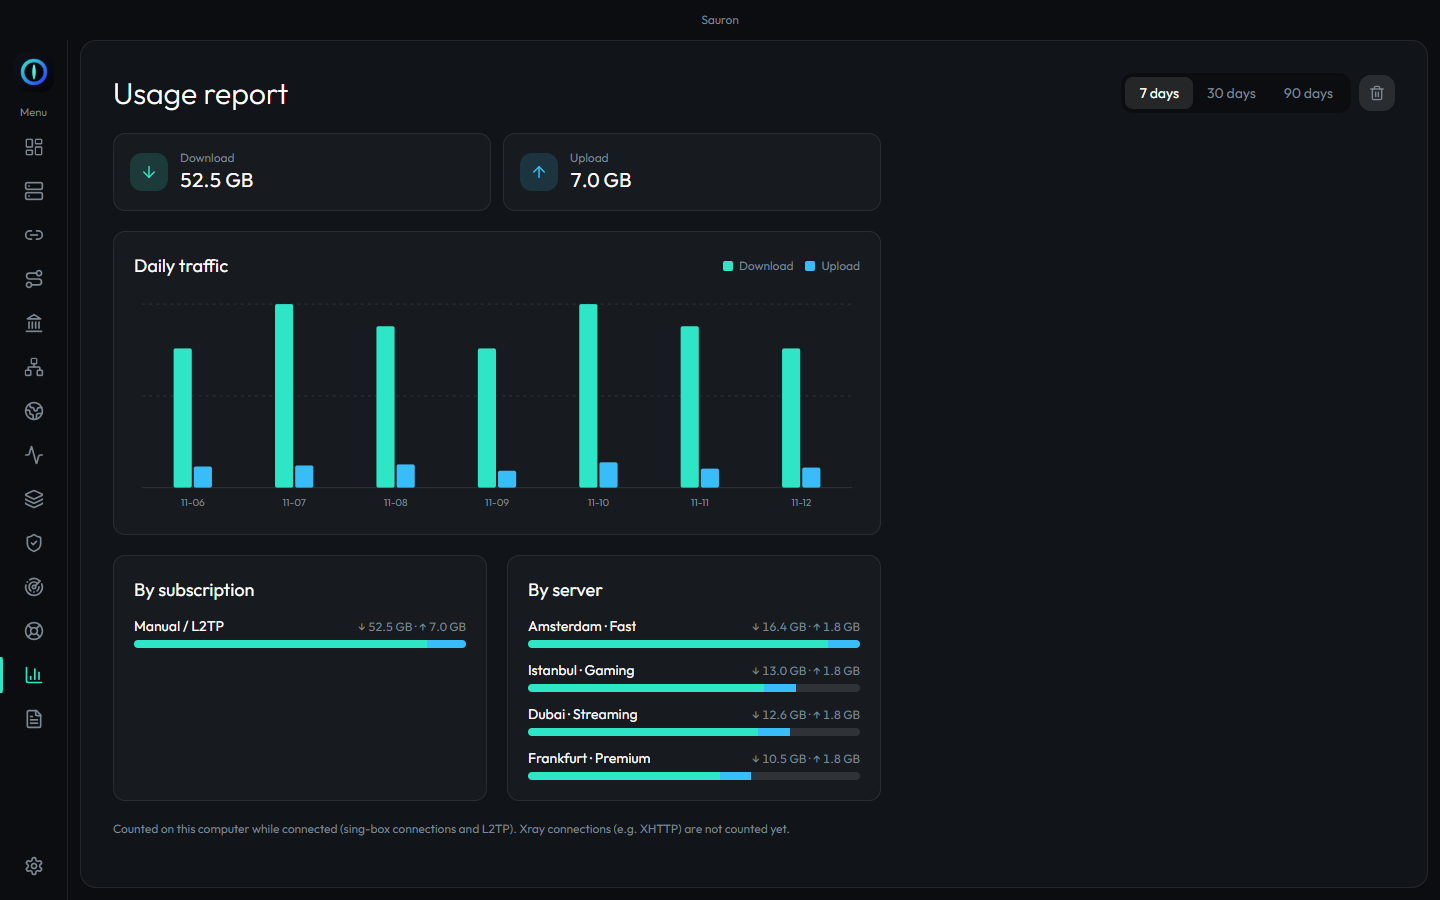 Sauron
Menu
Usage report
7 days
30 days
90 days
Download
52.5 GB
Upload
7.0 GB
Daily traffic
Download
Upload
11-06
11-07
11-08
11-09
11-10
11-11
11-12
By subscription
Manual / L2TP
↓ 52.5 GB · ↑ 7.0 GB
By server
Amsterdam · Fast
↓ 16.4 GB · ↑ 1.8 GB
Istanbul · Gaming
↓ 13.0 GB · ↑ 1.8 GB
Dubai · Streaming
↓ 12.6 GB · ↑ 1.8 GB
Frankfurt · Premium
↓ 10.5 GB · ↑ 1.8 GB
Counted on this computer while connected (sing-box connections and L2TP). Xray connections (e.g. XHTTP) are not counted yet.